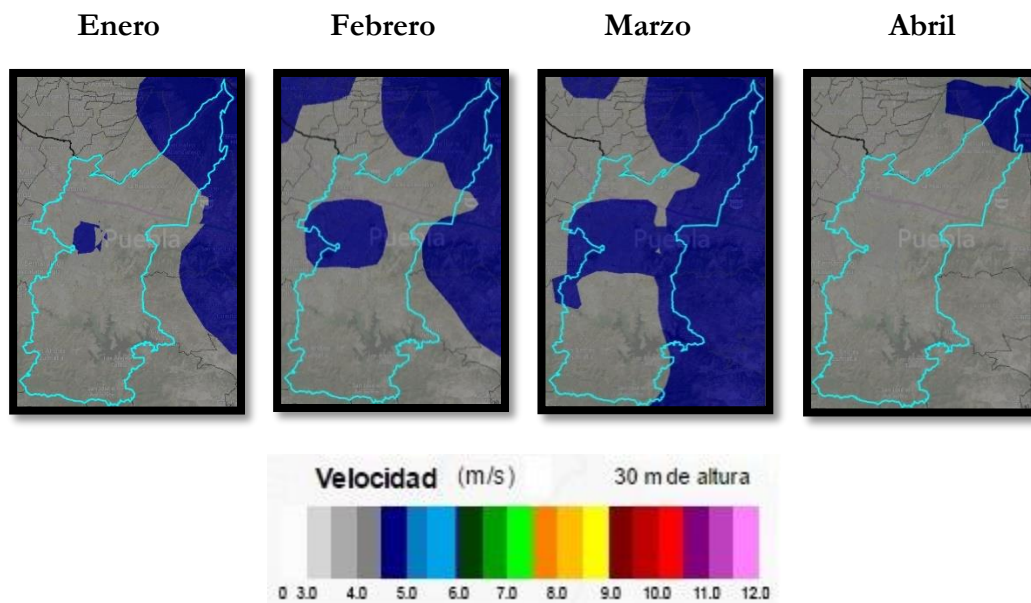 Enero Febrero Marzo Abril
Puebla Puebla Puebla Puebla
Velocidad (m/s) 30 m de altura
0 3.0 4.0 5.0 6.0 7.0 8.0 9.0 10.0 11.0 12.0